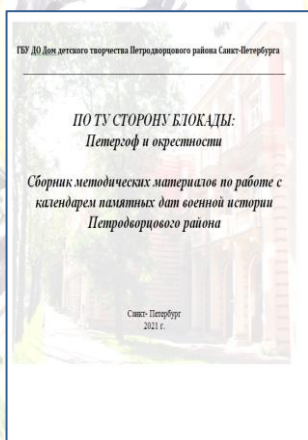 ГБУ ДО Дом детского творчества Петродворцового района Санкт-Петербурга
ПО ТУ СТОРОНУ БЛОКАДЫ:
Петергоф и окрестности
Сборник методических материалов по работе с
календарем памятных дат военной истории
Петродворцового района
Санкт- Петербург
2021 г.